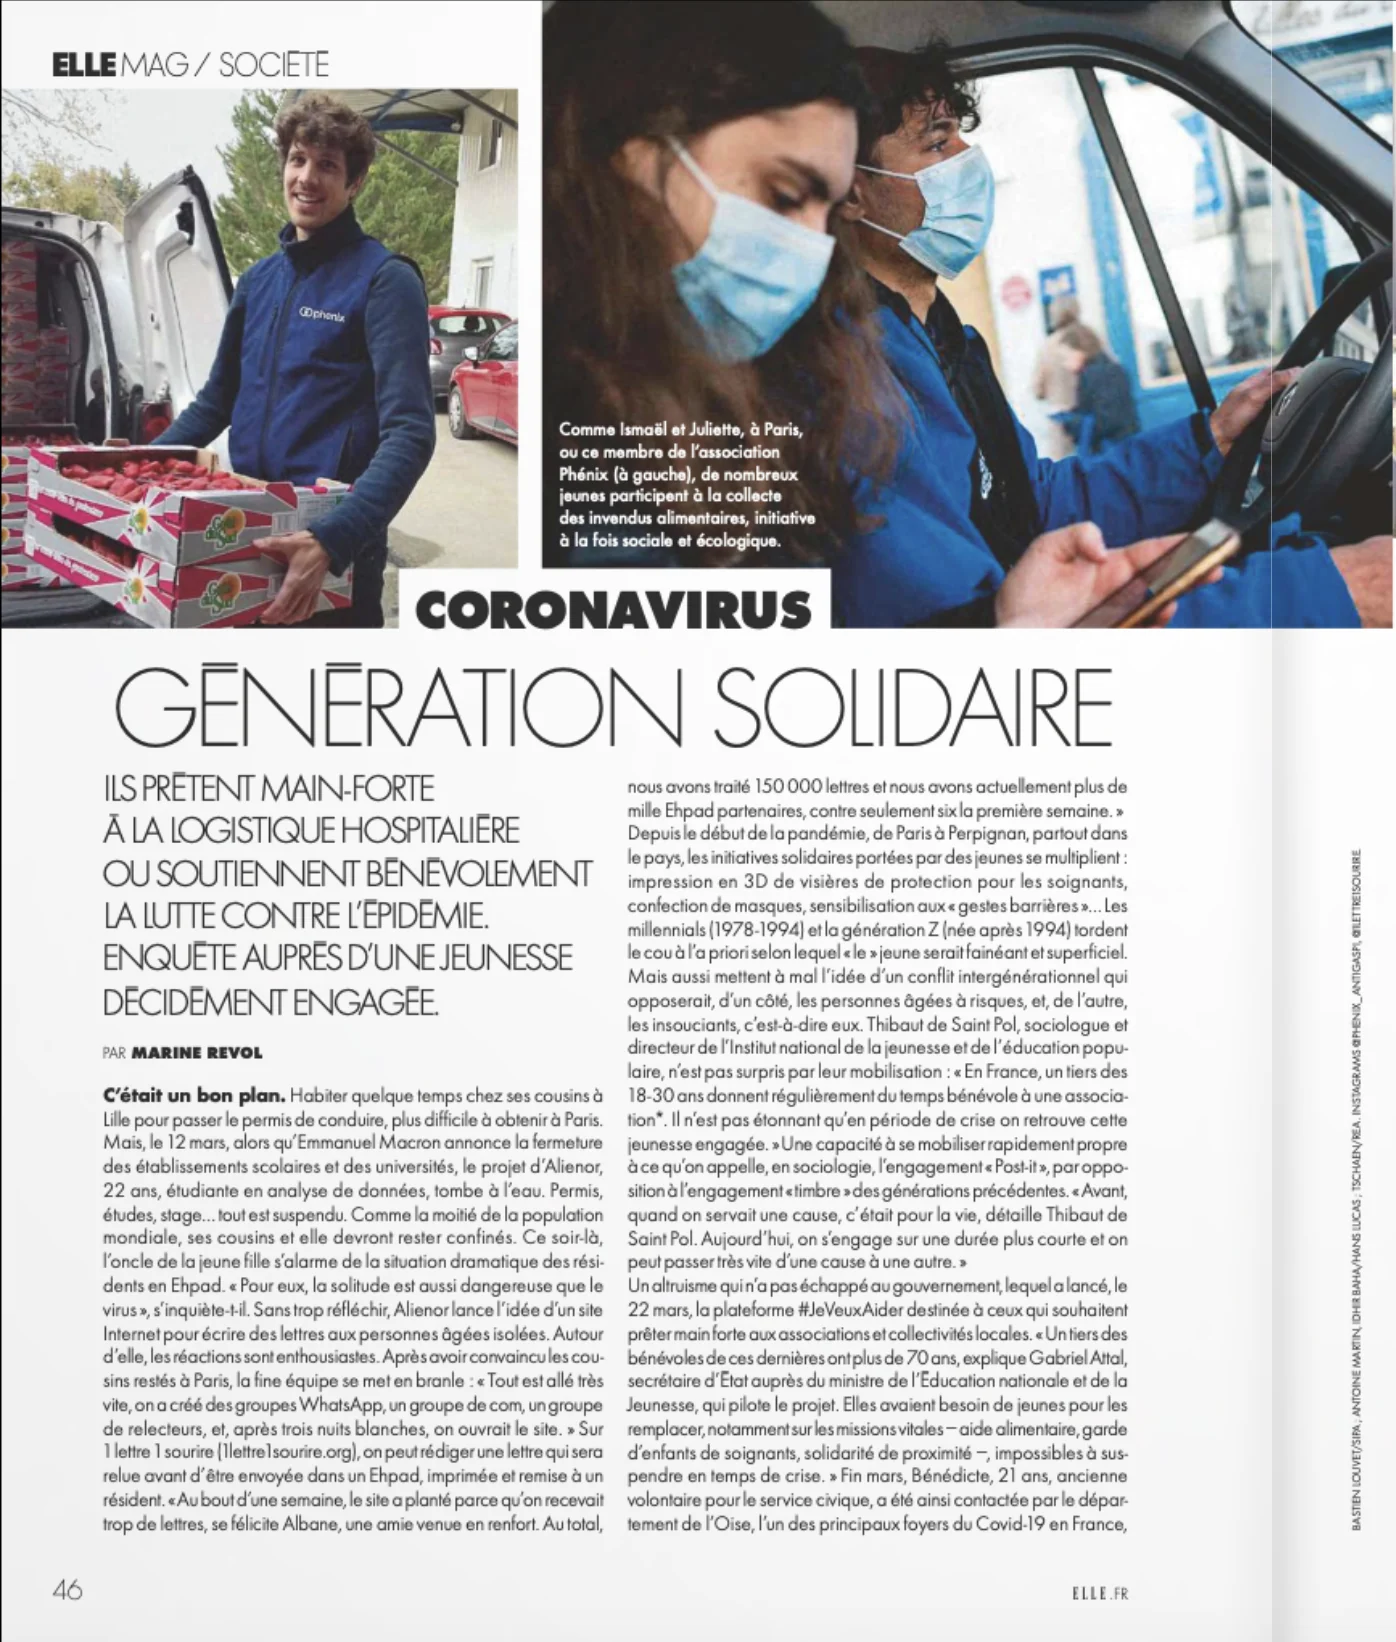 ELLE MAG / SOCIÉTÉ
phenix
Comme Ismaël et Juliette, à Paris,
ou ce membre de l'association
Phénix (à gauche), de nombreux
jeunes participent à la collecte
des invendus alimentaires, initiative
à la fois sociale et écologique.
CORONAVIRUS
GÉNÉRATION SOLIDAIRE
ILS PRÊTENT MAIN-FORTE
À LA LOGISTIQUE HOSPITALIÈRE
OU SOUTIENNENT BÉNÉVOLEMENT
LA LUTTE CONTRE L'ÉPIDÉMIE.
ENQUÊTE AUPRÈS D'UNE JEUNESSE
DÉCIDÉMENT ENGAGÉE.
PAR MARINE REVOL
C'était un bon plan. Habiter quelque temps chez ses cousins à
Lille pour passer le permis de conduire, plus difficile à obtenir à Paris.
Mais, le 12 mars, alors qu'Emmanuel Macron annonce la fermeture
des établissements scolaires et des universités, le projet d'Alienor,
22 ans, étudiante en analyse de données, tombe à l'eau. Permis,
études, stage... tout est suspendu. Comme la moitié de la population
mondiale, ses cousins et elle devront rester confinés. Ce soir-là,
l'oncle de la jeune fille s'alarme de la situation dramatique des rési-
dents en Ehpad. « Pour eux, la solitude est aussi dangereuse que le
virus », s'inquiète-t-il. Sans trop réfléchir, Alienor lance l'idée d'un site
Internet pour écrire des lettres aux personnes âgées isolées. Autour
d'elle, les réactions sont enthousiastes. Après avoir convaincu les cou-
sins restés à Paris, la fine équipe se met en branle : « Tout est allé très
vite, on a créé des groupes WhatsApp, un groupe de com, un groupe
de relecteurs, et, après trois nuits blanches, on ouvrait le site. » Sur
1 lettre 1 sourire (1lettre1sourire.org), on peut rédiger une lettre qui sera
relue avant d'être envoyée dans un Ehpad, imprimée et remise à un
résident. « Au bout d'une semaine, le site a planté parce qu'on recevait
trop de lettres, se félicite Albane, une amie venue en renfort. Au total,
nous avons traité 150 000 lettres et nous avons actuellement plus de
mille Ehpad partenaires, contre seulement six la première semaine. »
Depuis le début de la pandémie, de Paris à Perpignan, partout dans
le pays, les initiatives solidaires portées par des jeunes se multiplient :
impression en 3D de visières de protection pour les soignants,
confection de masques, sensibilisation aux « gestes barrières »... Les
millennials (1978-1994) et la génération Z (née après 1994) tordent
le cou à l'a priori selon lequel « le » jeune serait fainéant et superficiel.
Mais aussi mettent à mal l'idée d'un conflit intergénérationnel qui
opposerait, d'un côté, les personnes âgées à risques, et, de l'autre,
les insouciants, c'est-à-dire eux. Thibaut de Saint Pol, sociologue et
directeur de l'Institut national de la jeunesse et de l'éducation popu-
laire, n'est pas surpris par leur mobilisation : « En France, un tiers des
18-30 ans donnent régulièrement du temps bénévole à une associa-
tion*. Il n'est pas étonnant qu'en période de crise on retrouve cette
jeunesse engagée. » Une capacité à se mobiliser rapidement propre
à ce qu'on appelle, en sociologie, l'engagement « Post-it », par oppo-
sition à l'engagement « timbre » des générations précédentes. « Avant,
quand on servait une cause, c'était pour la vie, détaille Thibaut de
Saint Pol. Aujourd'hui, on s'engage sur une durée plus courte et on
peut passer très vite d'une cause à une autre. »
Un altruisme qui n'a pas échappé au gouvernement, lequel a lancé, le
22 mars, la plateforme #JeVeuxAider destinée à ceux qui souhaitent
prêter main forte aux associations et collectivités locales. « Un tiers des
bénévoles de ces dernières ont plus de 70 ans, explique Gabriel Attal,
secrétaire d'État auprès du ministre de l'Éducation nationale et de la
Jeunesse, qui pilote le projet. Elles avaient besoin de jeunes pour les
remplacer, notamment sur les missions vitales – aide alimentaire, garde
d'enfants de soignants, solidarité de proximité –, impossibles à sus-
pendre en temps de crise. » Fin mars, Bénédicte, 21 ans, ancienne
volontaire pour le service civique, a été ainsi contactée par le dépar-
tement de l'Oise, l'un des principaux foyers du Covid-19 en France,
BASTIEN LOUVET/SIPA ; ANTOINE MARTIN, IDHIR BAHA/HANS LUCAS ; TSCHAEN/REA. INSTAGRAMS @PHENIX_ANTIGASPI, @1LETTRE1SOURIRE
46
ELLE.FR